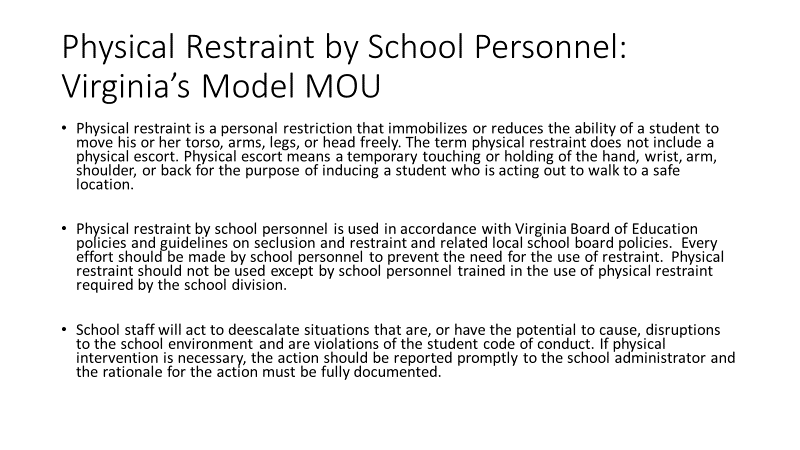 Physical Restraint by School Personnel:
Virginia’s Model MOU
• Physical restraint is a personal restriction that immobilizes or reduces the ability of a student to
move his or her torso, arms, legs, or head freely. The term physical restraint does not include a
physical escort. Physical escort means a temporary touching or holding of the hand, wrist, arm,
shoulder, or back for the purpose of inducing a student who is acting out to walk to a safe
location.
• Physical restraint by school personnel is used in accordance with Virginia Board of Education
policies and guidelines on seclusion and restraint and related local school board policies.  Every
effort should be made by school personnel to prevent the need for the use of restraint.  Physical
restraint should not be used except by school personnel trained in the use of physical restraint
required by the school division.
• School staff will act to deescalate situations that are, or have the potential to cause, disruptions
to the school environment and are violations of the student code of conduct. If physical
intervention is necessary, the action should be reported promptly to the school administrator and
the rationale for the action must be fully documented.